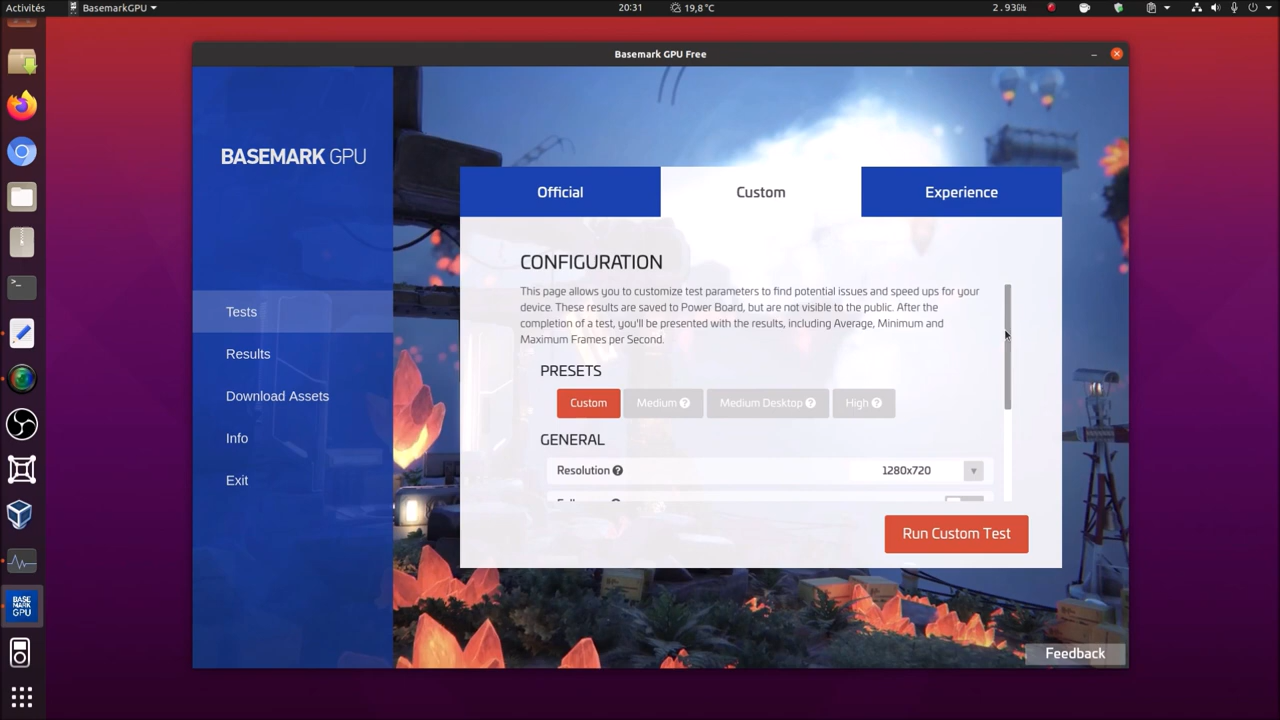 Activités
BasemarkGPU
20:31
19,8 °C
2.93GHz
Basemark GPU Free
BASEMARK GPU
Tests
Results
Download Assets
Info
Exit
Official
Custom
Experience
CONFIGURATION
This page allows you to customize test parameters to find potential issues and speed ups for your
device. These results are saved to Power Board, but are not visible to the public. After the
completion of a test, you'll be presented with the results, including Average, Minimum and
Maximum Frames per Second.
PRESETS
Custom
Medium
Medium Desktop
High
GENERAL
Resolution
1280x720
Run Custom Test
Feedback
BASE
MARK
GPU